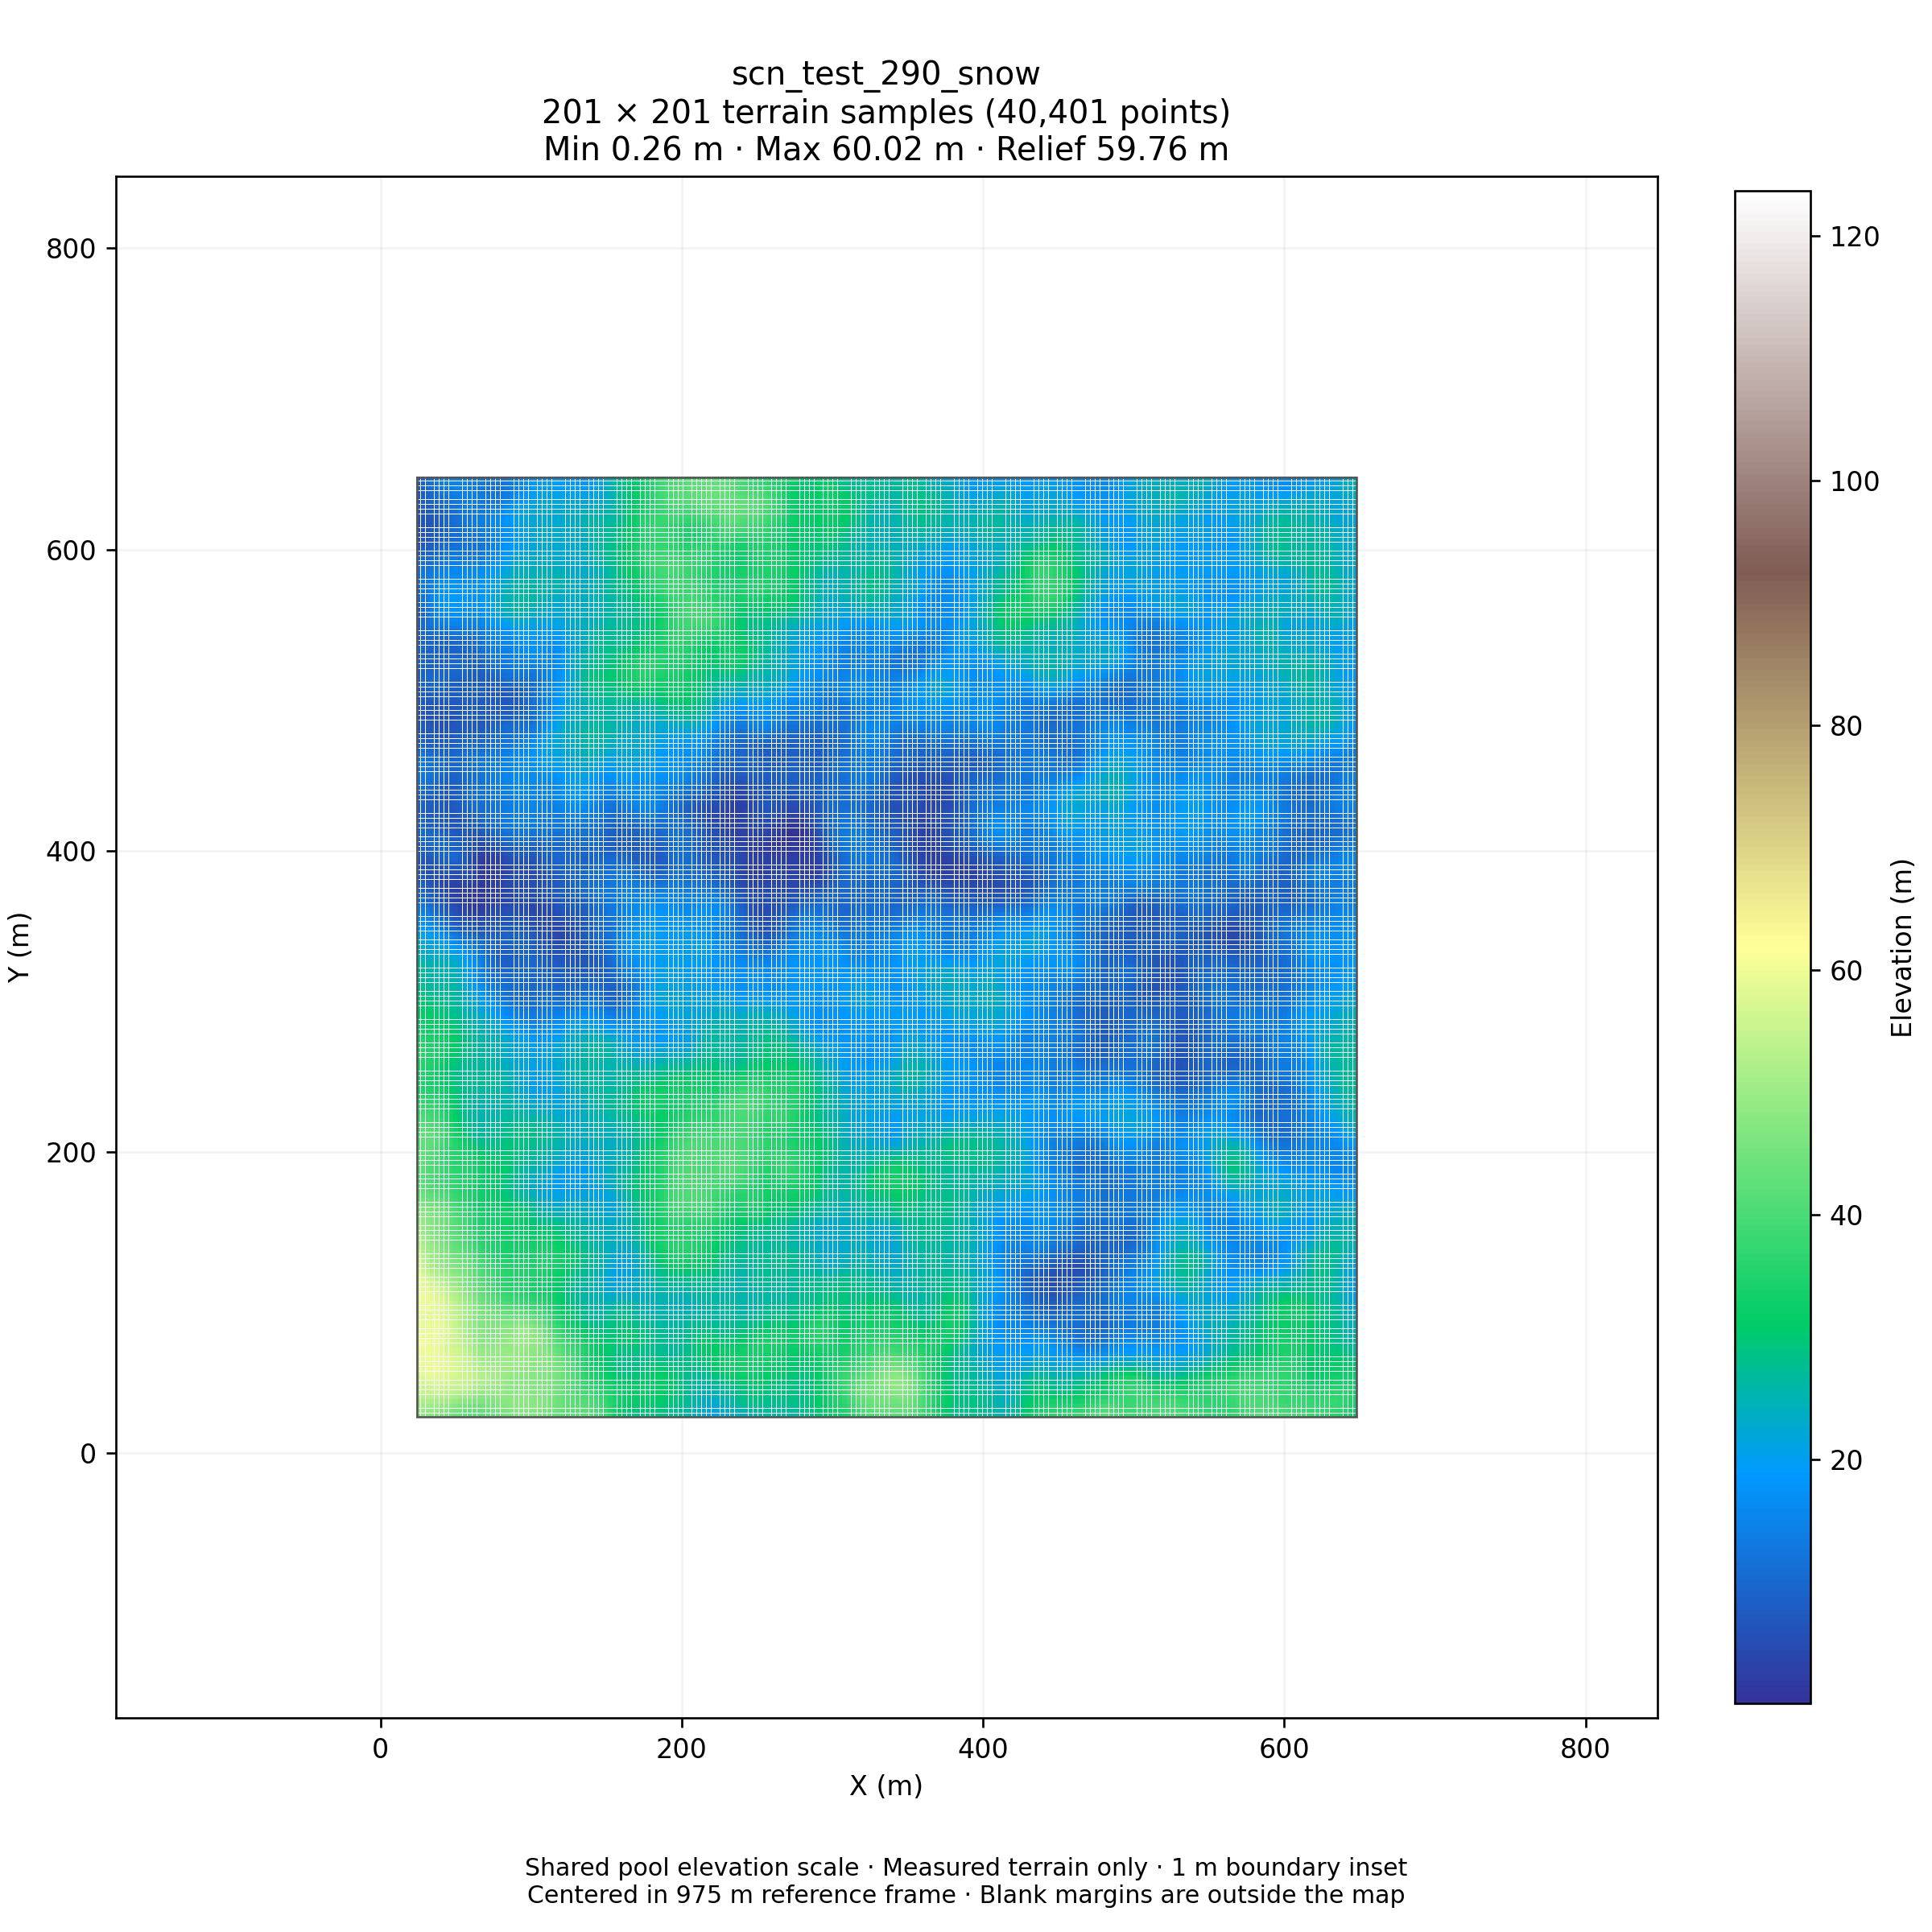 scn_test_290_snow
201 × 201 terrain samples (40,401 points)
Min 0.26 m · Max 60.02 m · Relief 59.76 m
800
600
400
200
0
Y (m)
0
200
400
600
800
X (m)
120
100
80
60
40
20
Elevation (m)
Shared pool elevation scale · Measured terrain only · 1 m boundary inset
Centered in 975 m reference frame · Blank margins are outside the map